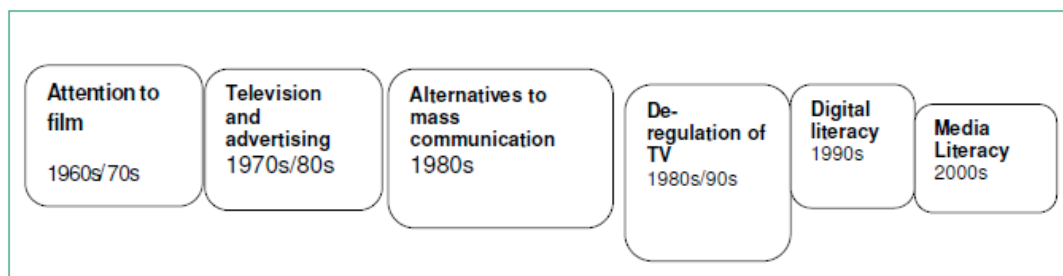 Attention to
film
1960s/70s
Television
and
advertising
1970s/80s
Alternatives to
mass
communication
1980s
De-
regulation of
TV
1980s/90s
Digital
literacy
1990s
Media
Literacy
2000s